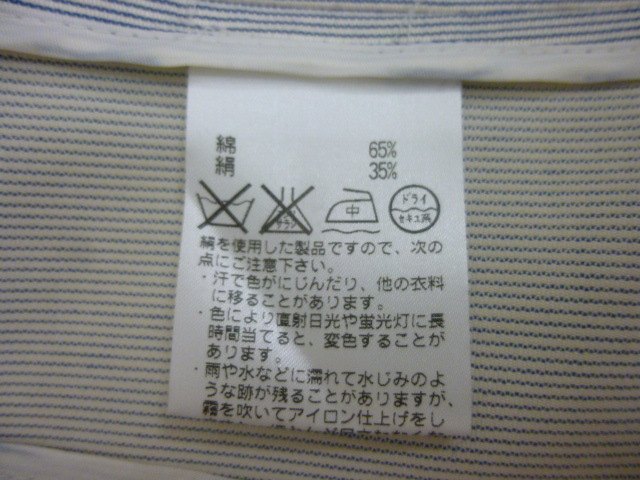 綿 65%
絹 35%
中
ドライ
セキユ系
絹を使用した製品ですので、次の
点にご注意下さい。
・汗で色がにじんだり、他の衣料
に移ることがあります。
・色により直射日光や蛍光灯に長
時間当てると、変色することが
あります。
・雨や水などに濡れて水じみのよ
うな跡が残ることがありますが、
霧を吹いてアイロン仕上げをし